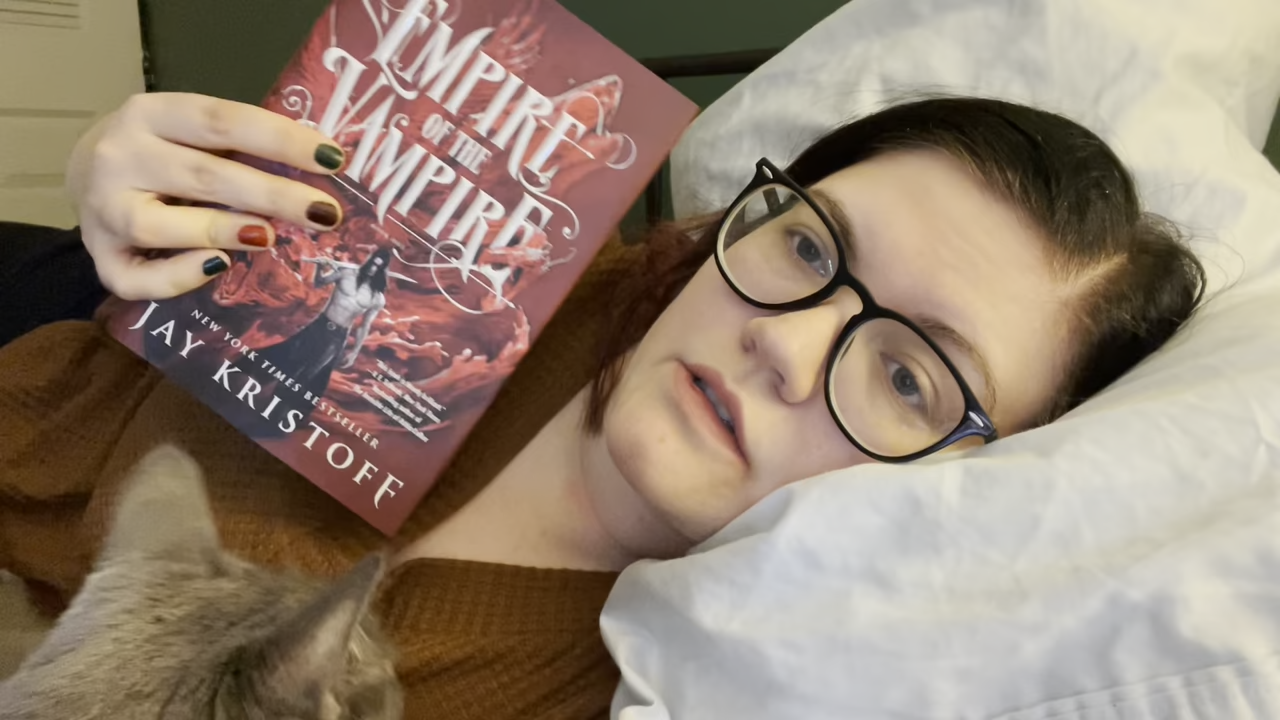 EMPIRE
OF THE
VAMPIRE
NEW YORK TIMES BESTSELLER
JAY KRISTOFF